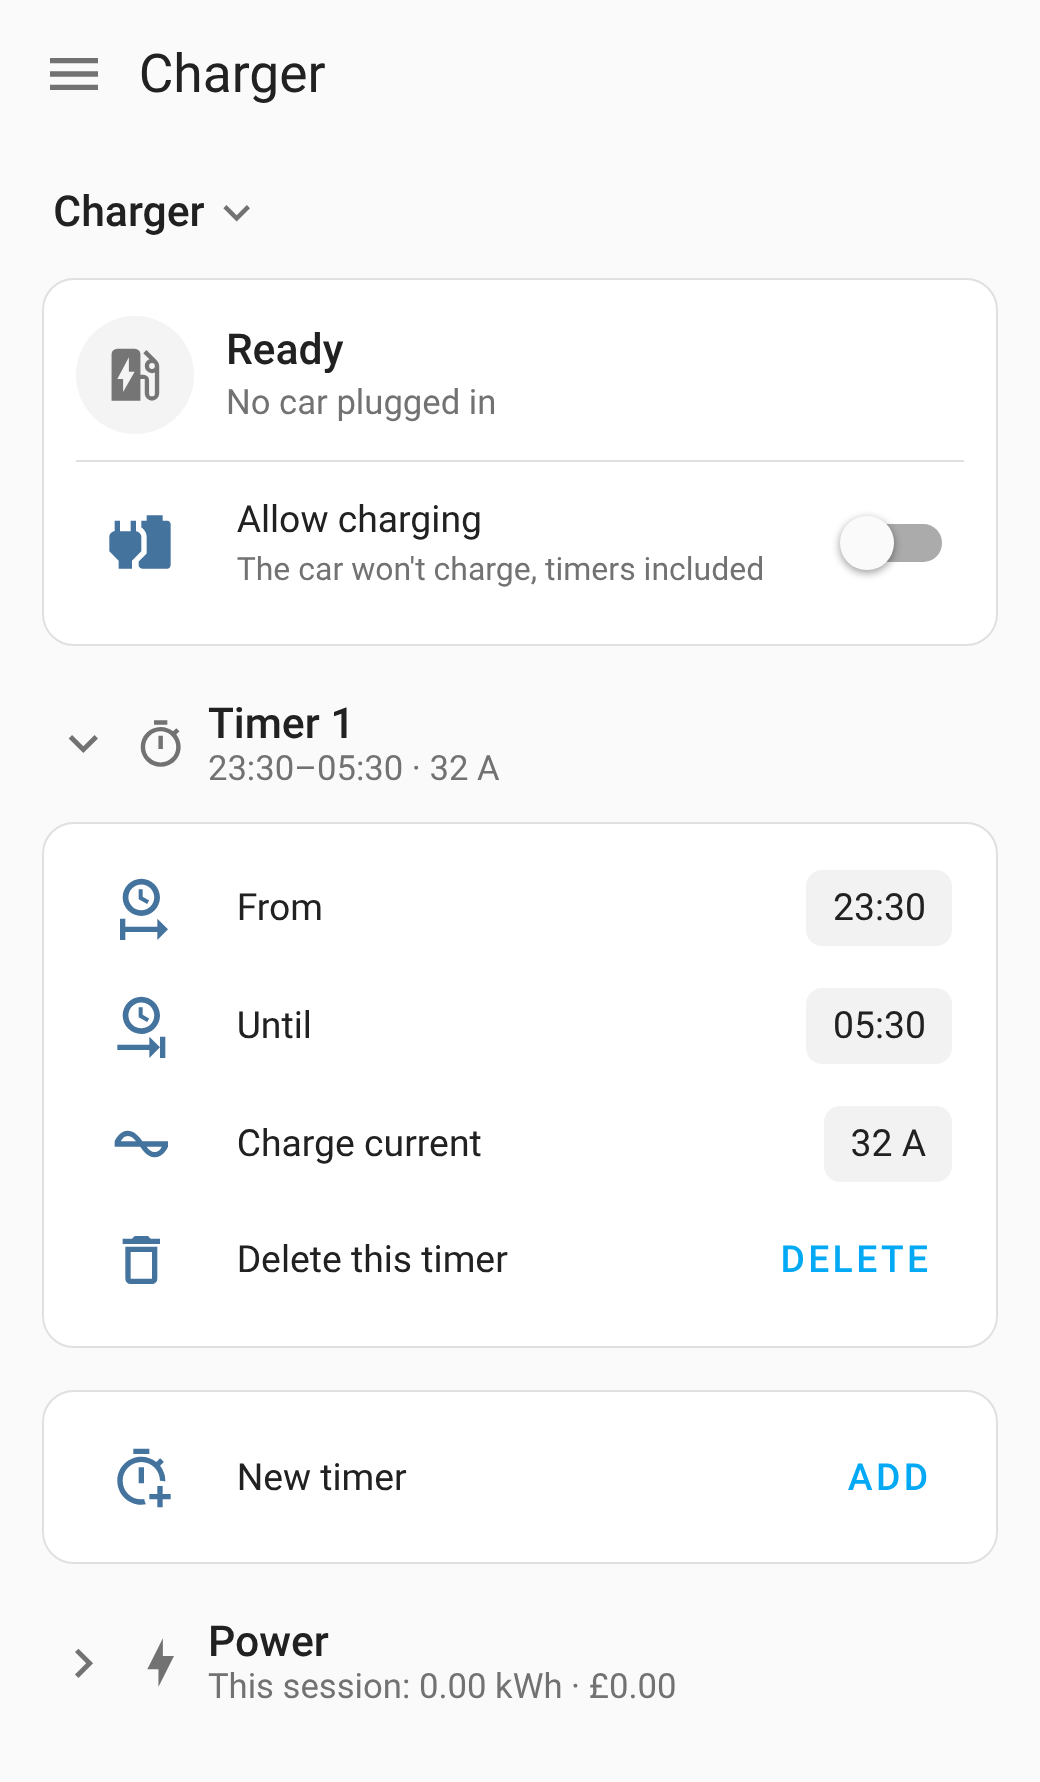 Charger
Charger
Ready
No car plugged in
Allow charging
The car won't charge, timers included
Timer 1
23:30–05:30 · 32 A
From
23:30
Until
05:30
Charge current
32 A
Delete this timer
DELETE
New timer
ADD
Power
This session: 0.00 kWh · £0.00